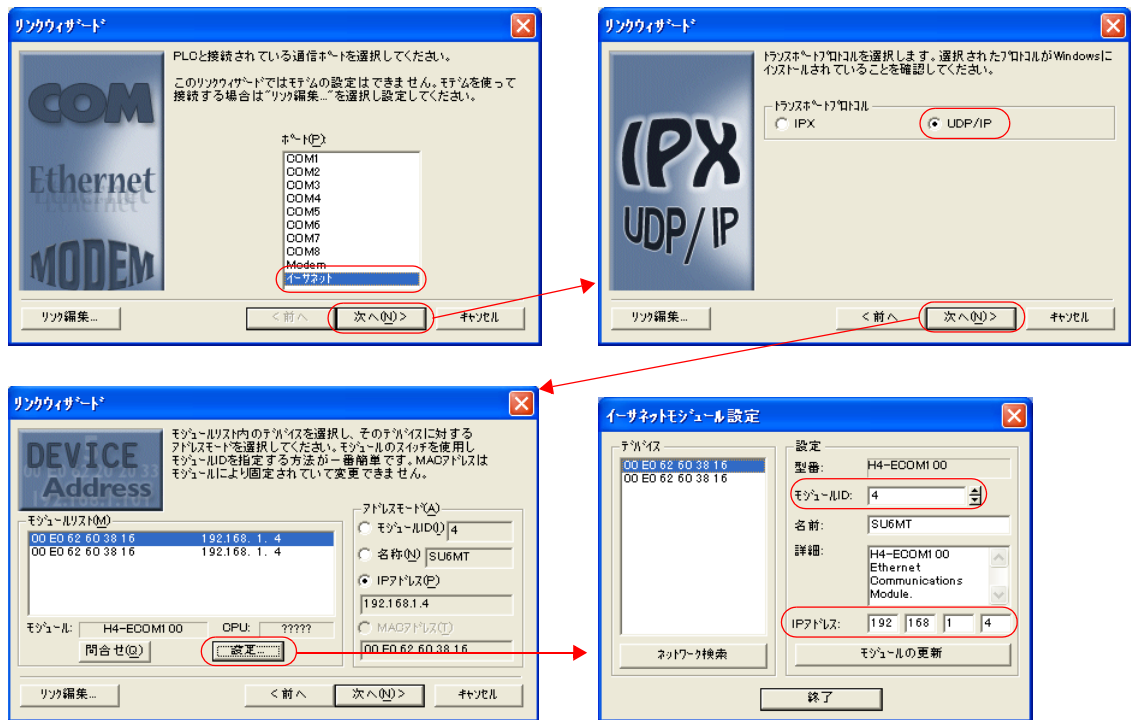 リンクウィザード
COM
Ethernet
MODEM
PLCと接続されている通信ポートを選択してください。
このリンクウィザードではモデムの設定はできません。モデムを使って
接続する場合は"リンク編集..."を選択し設定してください。
ポート(P):
COM1
COM2
COM3
COM4
COM5
COM6
COM7
COM8
Modem
イーサネット
リンク編集...
<前へ
次へ(N)>
キャンセル
リンクウィザード
IPX
UDP/IP
トランスポートプロトコルを選択します。選択されたプロトコルがWindowsに
インストールされていることを確認してください。
トランスポートプロトコル
IPX
UDP/IP
リンク編集...
<前へ
次へ(N)>
キャンセル
リンクウィザード
DEVICE
Address
モジュールリスト内のデバイスを選択し、そのデバイスに対する
アドレスモードを選択してください。モジュールのスイッチを使用し
モジュールIDを指定する方法が一番簡単です。MACアドレスは
モジュールにより固定されていて変更できません。
モジュールリスト(M)
00 E0 62 60 38 16 192.168. 1. 4
00 E0 62 60 38 16 192.168. 1. 4
モジュール: H4-ECOM100 CPU: ?????
問合せ(Q)
設定...
アドレスモード(A)
モジュールID(I) 4
名称(N) SU6MT
IPアドレス(P)
192.168.1.4
MACアドレス(T)
00 E0 62 60 38 16
リンク編集...
<前へ
次へ(N)>
キャンセル
イーサネットモジュール設定
デバイス
00 E0 62 60 38 16
00 E0 62 60 38 16
ネットワーク検索
設定
型番: H4-ECOM100
モジュールID: 4
名前: SU6MT
詳細: H4-ECOM100
Ethernet
Communications
Module.
IPアドレス: 192 168 1 4
モジュールの更新
終了